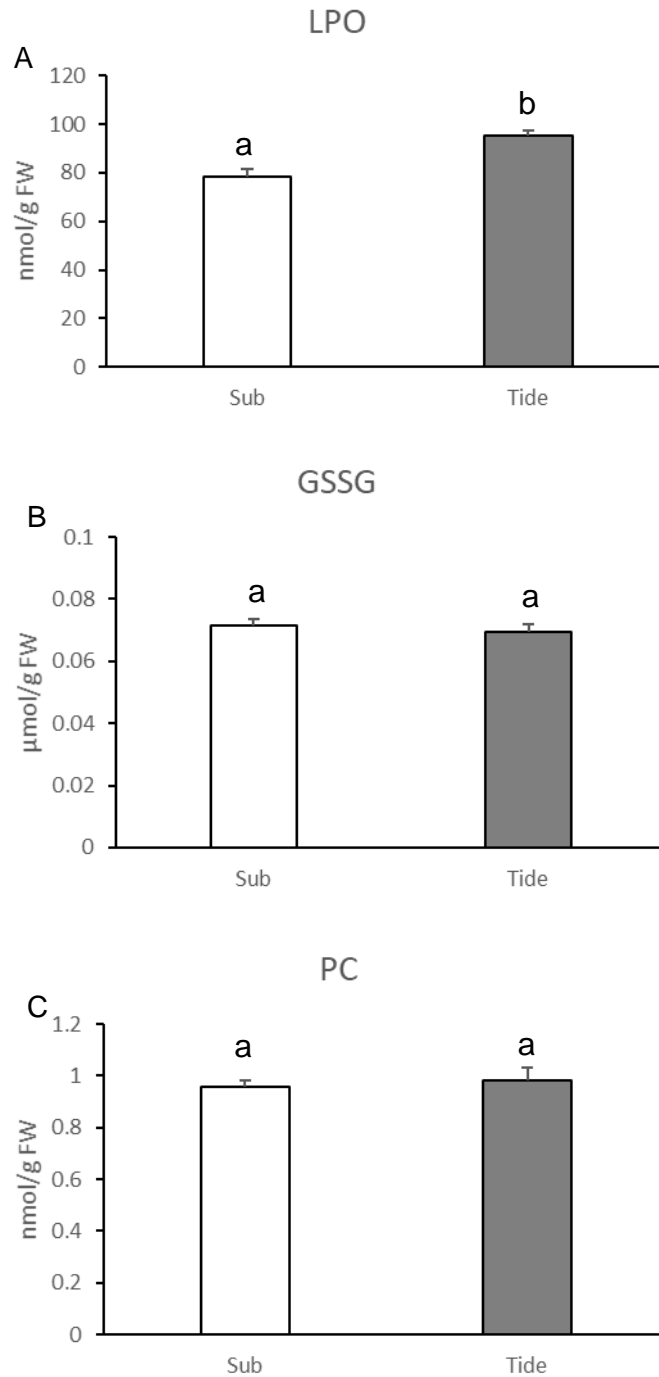 LPO
A
120
100
80
60
40
20
0
nmol/g FW
a
b
Sub Tide
GSSG
B
0.1
0.08
0.06
0.04
0.02
0
µmol/g FW
a a
Sub Tide
PC
C
1.2
1
0.8
0.6
0.4
0.2
0
nmol/g FW
a a
Sub Tide